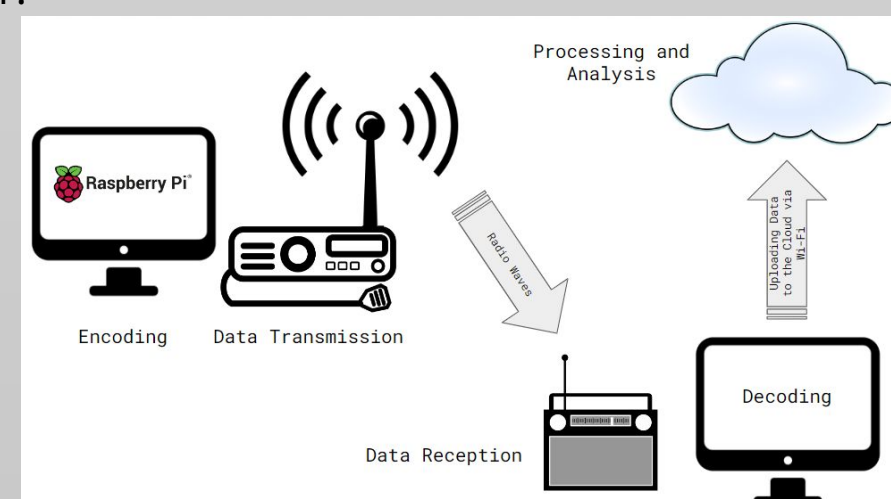 Processing and
Analysis
Raspberry Pi®
Radio Waves
Uploading Data
to the Cloud via
Wi-Fi
Encoding
Data Transmission
Decoding
Data Reception